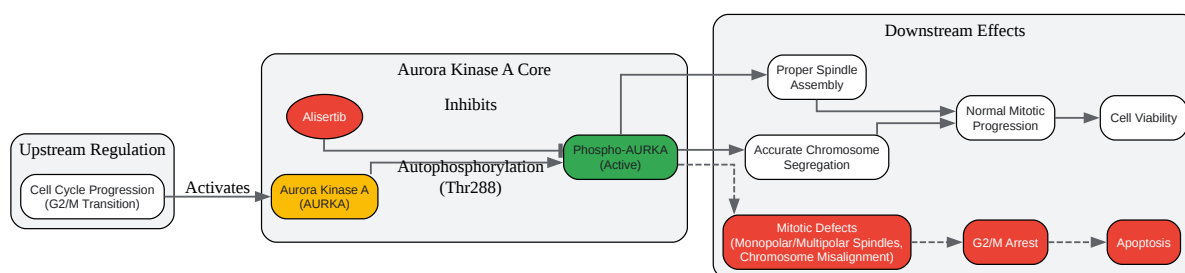 Upstream Regulation
Cell Cycle Progression
(G2/M Transition)
Activates
Aurora Kinase A Core
Inhibits
Alisertib
Aurora Kinase A
(AURKA)
Autophosphorylation
(Thr288)
Phospho-AURKA
(Active)
Downstream Effects
Proper Spindle
Assembly
Accurate Chromosome
Segregation
Normal Mitotic
Progression
Cell Viability
Mitotic Defects
(Monopolar/Multipolar Spindles,
Chromosome Misalignment)
G2/M Arrest
Apoptosis